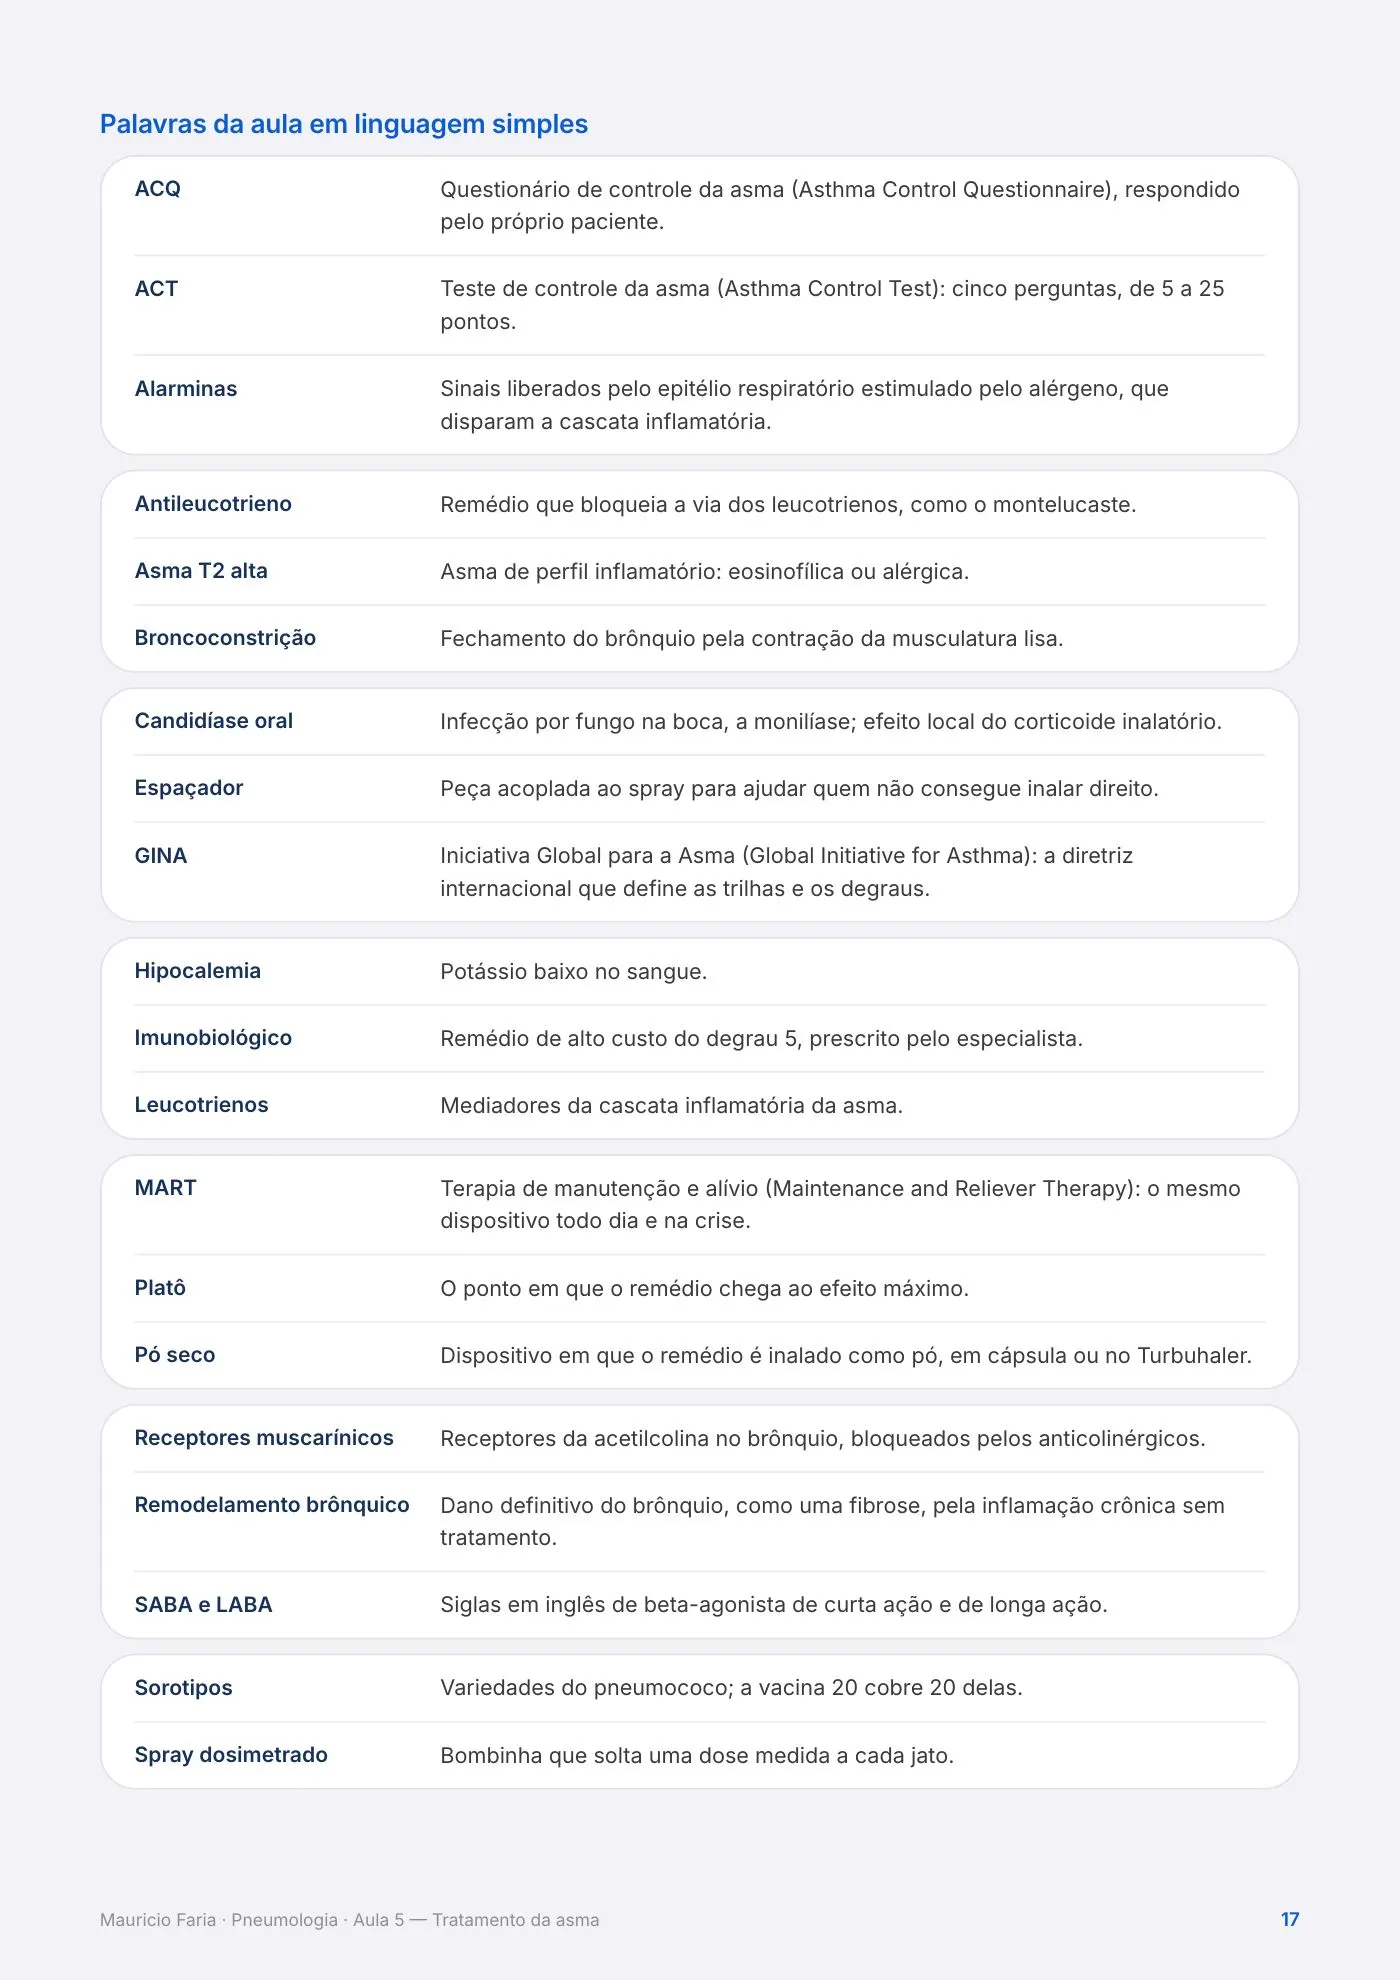 Palavras da aula em linguagem simples
ACQ
Questionário de controle da asma (Asthma Control Questionnaire), respondido
pelo próprio paciente.
ACT
Teste de controle da asma (Asthma Control Test): cinco perguntas, de 5 a 25
pontos.
Alarminas
Sinais liberados pelo epitélio respiratório estimulado pelo alérgeno, que
disparam a cascata inflamatória.
Antileucotrieno
Remédio que bloqueia a via dos leucotrienos, como o montelucaste.
Asma T2 alta
Asma de perfil inflamatório: eosinofílica ou alérgica.
Broncoconstrição
Fechamento do brônquio pela contração da musculatura lisa.
Candidíase oral
Infecção por fungo na boca, a monilíase; efeito local do corticoide inalatório.
Espaçador
Peça acoplada ao spray para ajudar quem não consegue inalar direito.
GINA
Iniciativa Global para a Asma (Global Initiative for Asthma): a diretriz
internacional que define as trilhas e os degraus.
Hipocalemia
Potássio baixo no sangue.
Imunobiológico
Remédio de alto custo do degrau 5, prescrito pelo especialista.
Leucotrienos
Mediadores da cascata inflamatória da asma.
MART
Terapia de manutenção e alívio (Maintenance and Reliever Therapy): o mesmo
dispositivo todo dia e na crise.
Platô
O ponto em que o remédio chega ao efeito máximo.
Pó seco
Dispositivo em que o remédio é inalado como pó, em cápsula ou no Turbuhaler.
Receptores muscarínicos
Receptores da acetilcolina no brônquio, bloqueados pelos anticolinérgicos.
Remodelamento brônquico
Dano definitivo do brônquio, como uma fibrose, pela inflamação crônica sem
tratamento.
SABA e LABA
Siglas em inglês de beta-agonista de curta ação e de longa ação.
Sorotipos
Variedades do pneumococo; a vacina 20 cobre 20 delas.
Spray dosimetrado
Bombinha que solta uma dose medida a cada jato.
Mauricio Faria · Pneumologia · Aula 5 — Tratamento da asma
17